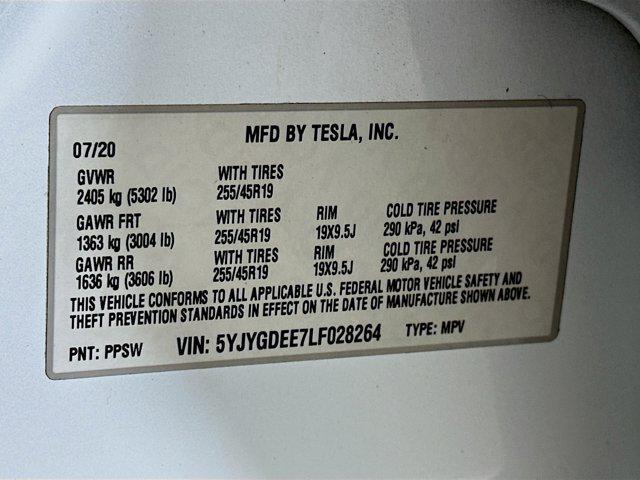 MFD BY TESLA, INC.
07/20
GVWR WITH TIRES
2405 kg (5302 lb) 255/45R19
GAWR FRT WITH TIRES RIM COLD TIRE PRESSURE
1363 kg (3004 lb) 255/45R19 19X9.5J 290 kPa, 42 psi
GAWR RR WITH TIRES RIM COLD TIRE PRESSURE
1636 kg (3606 lb) 255/45R19 19X9.5J 290 kPa, 42 psi
THIS VEHICLE CONFORMS TO ALL APPLICABLE U.S. FEDERAL MOTOR VEHICLE SAFETY AND
THEFT PREVENTION STANDARDS IN EFFECT ON THE DATE OF MANUFACTURE SHOWN ABOVE.
PNT: PPSW VIN: 5YJYGDEE7LF028264 TYPE: MPV